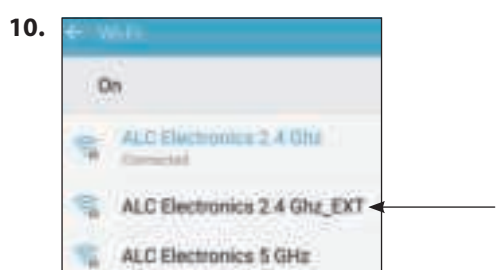 10.
Wi-Fi
On
ALC Electronics 2.4 Ghz
Connected
ALC Electronics 2.4 Ghz_EXT
ALC Electronics 5 GHz